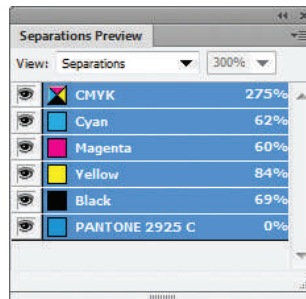 Separations Preview
View: Separations 300%
CMYK 275%
Cyan 62%
Magenta 60%
Yellow 84%
Black 69%
PANTONE 2925 C 0%